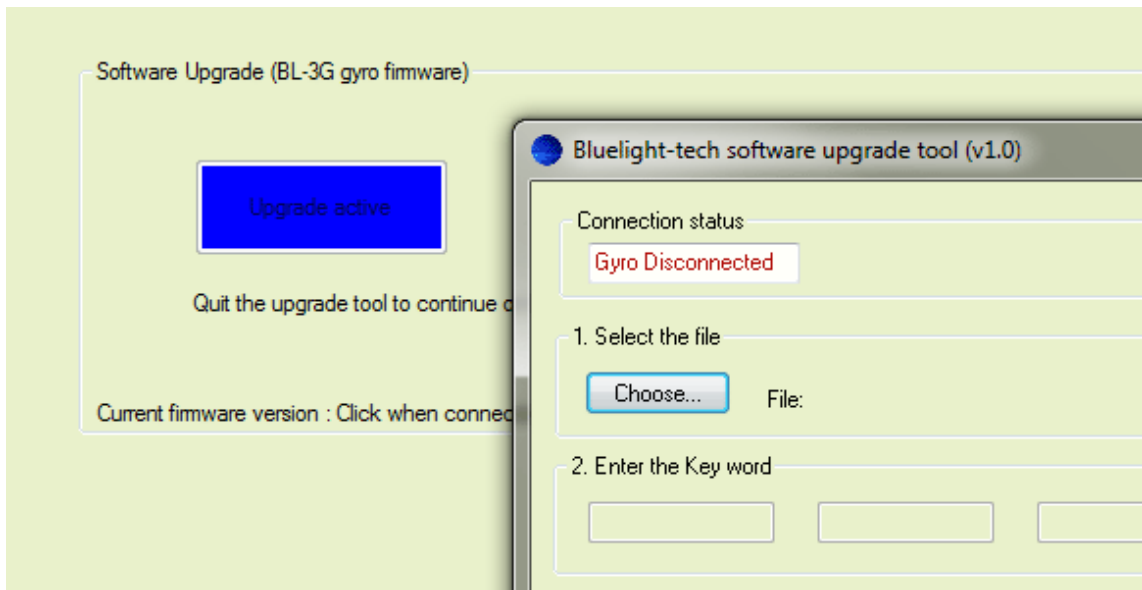 Software Upgrade (BL-3G gyro firmware)
Upgrade active
Quit the upgrade tool to continue
Current firmware version : Click when
Bluelight-tech software upgrade tool (v1.0)
Connection status
Gyro Disconnected
1. Select the file
Choose...
File:
2. Enter the Key word